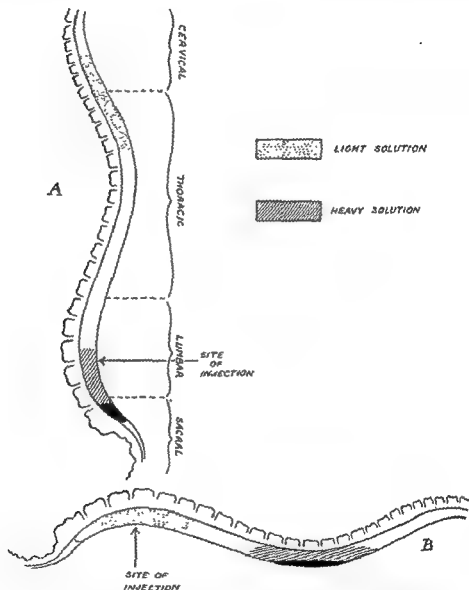 CERVICAL
A
THORACIC
LIGHT SOLUTION
HEAVY SOLUTION
LUMBAR
SITE
OF
INJECTION
SACRAL
B
SITE OF
INJECTION